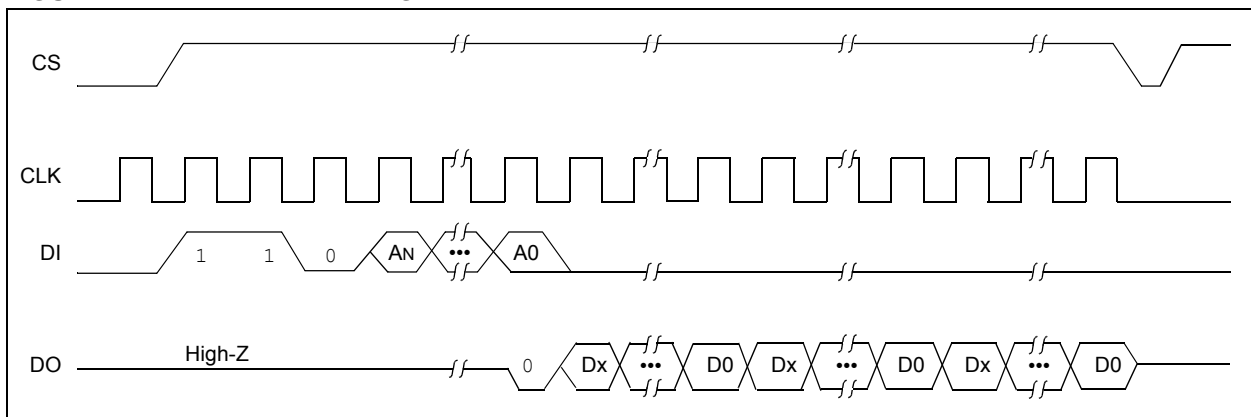 CS
CLK
DI 1 1 0 AN ••• A0
High-Z
DO 0 Dx ••• D0 Dx ••• D0 Dx ••• D0